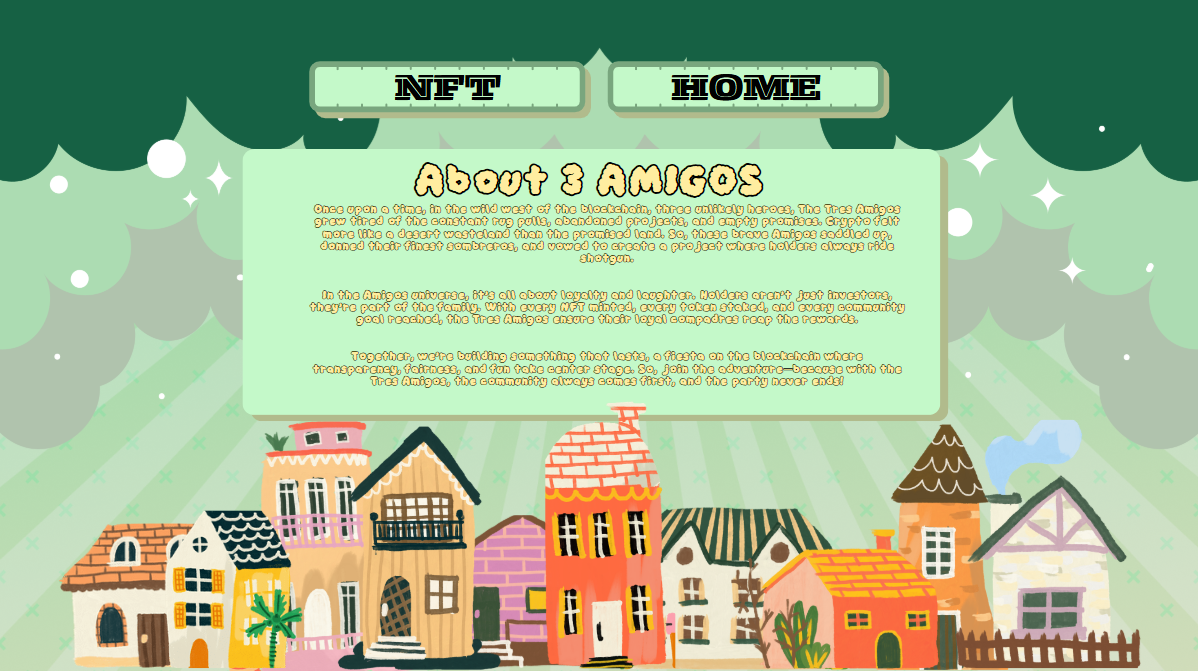 NFT
HOME
About 3 AMIGOS
Once upon a time, in the wild west of the blockchain, three unlikely heroes, The Tres Amigos
grew tired of the constant rug pulls, abandoned projects, and empty promises. Crypto felt
more like a desert wasteland than the promised land. So, these brave Amigos saddled up,
donned their finest sombreros, and vowed to create a project where holders always ride
shotgun.
In the Amigos universe, it's all about loyalty and laughter. Holders aren't just investors,
they're part of the family. With every NFT minted, every token staked, and every community
goal reached, the Tres Amigos ensure their loyal compadres reap the rewards.
Together, we're building something that lasts, a fiesta on the blockchain where
transparency, fairness, and fun take center stage. So, join the adventure—because with the
Tres Amigos, the community always comes first, and the party never ends!